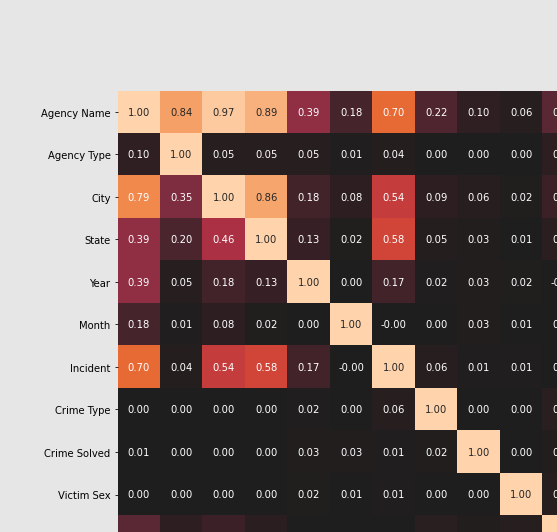 Agency Name 1.00 0.84 0.97 0.89 0.39 0.18 0.70 0.22 0.10 0.06
Agency Type 0.10 1.00 0.05 0.05 0.05 0.01 0.04 0.00 0.00 0.00
City 0.79 0.35 1.00 0.86 0.18 0.08 0.54 0.09 0.06 0.02
State 0.39 0.20 0.46 1.00 0.13 0.02 0.58 0.05 0.03 0.01
Year 0.39 0.05 0.18 0.13 1.00 0.00 0.17 0.02 0.03 0.02
Month 0.18 0.01 0.08 0.02 0.00 1.00 -0.00 0.00 0.03 0.01
Incident 0.70 0.04 0.54 0.58 0.17 -0.00 1.00 0.06 0.01 0.01
Crime Type 0.00 0.00 0.00 0.00 0.02 0.00 0.06 1.00 0.00 0.00
Crime Solved 0.01 0.00 0.00 0.00 0.03 0.03 0.01 0.02 1.00 0.00
Victim Sex 0.00 0.00 0.00 0.00 0.02 0.01 0.01 0.00 0.00 1.00